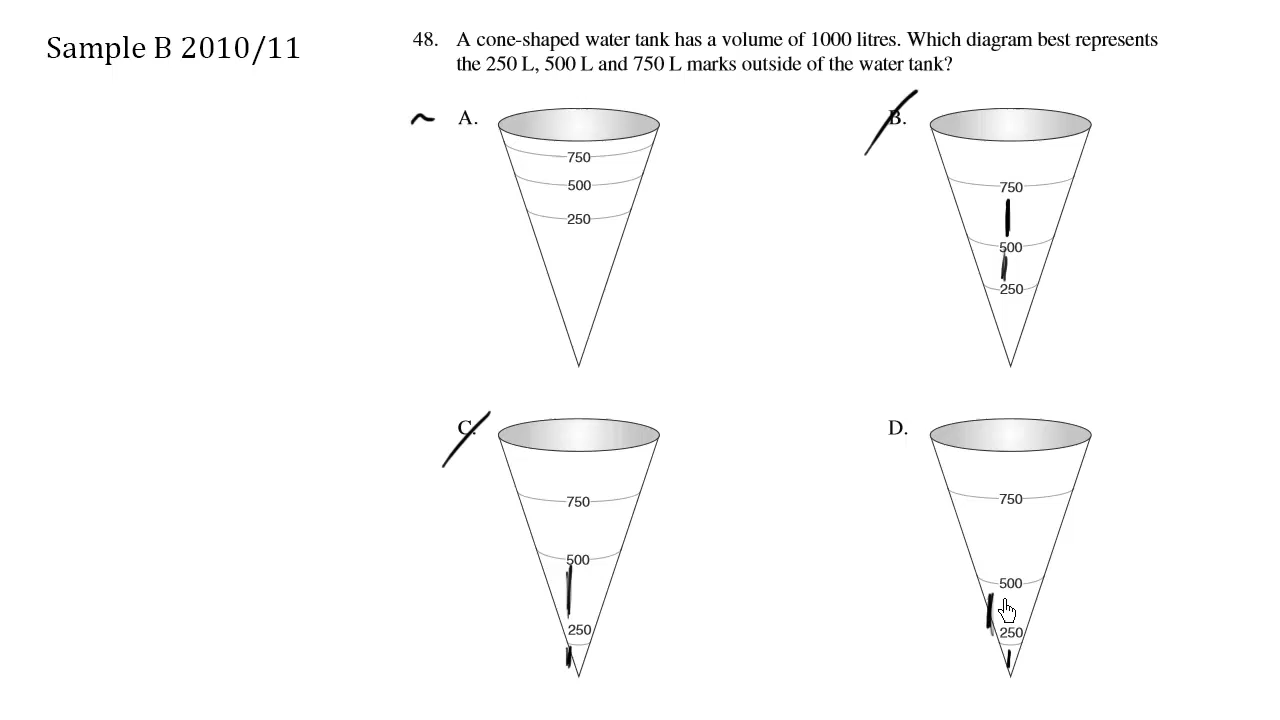 Sample B 2010/11
48. A cone-shaped water tank has a volume of 1000 litres. Which diagram best represents
the 250 L, 500 L and 750 L marks outside of the water tank?
A.
750
500
250
B.
750
500
250
C.
750
500
250
D.
750
500
250